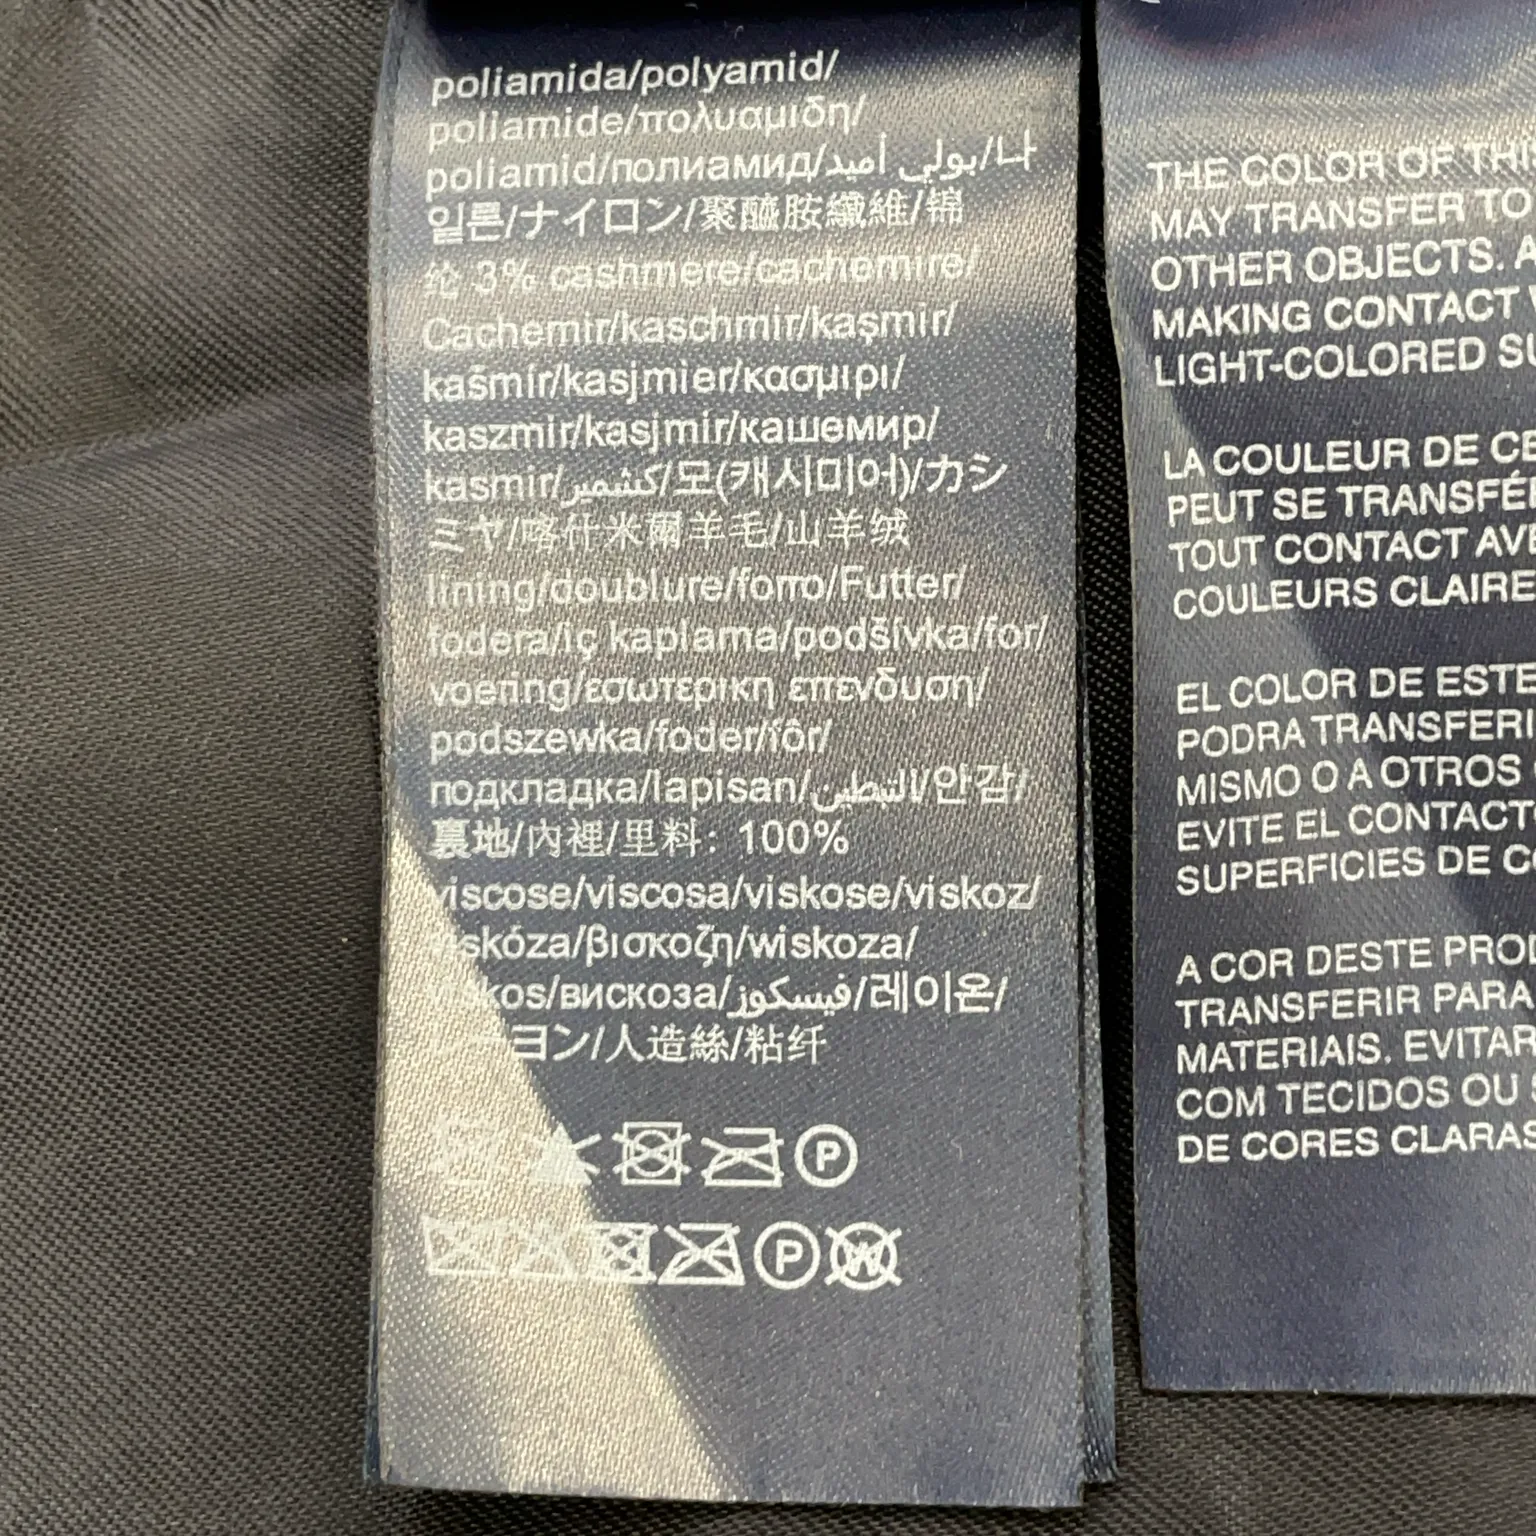 poliamida/polyamid/
poliamide/πολυαμιδη/
poliamid/полиамид/بولي أميد/나
일론/ナイロン/聚醯胺纖維/锦
纶 3% cashmere/cachemire/
Cachemir/kaschmir/kaşmir/
kašmír/kasjmier/κασμιρι/
kaszmir/kasjmir/кашемир/
kasmir/كشمير/모(캐시미어)/カシ
ミヤ/喀什米爾羊毛/山羊绒
lining/doublure/forro/Futter/
fodera/iç kaplama/podšívka/for/
voering/εσωτερικη επενδυση/
podszewka/foder/fôr/
подкладка/lapisan/التبطين/안감/
裏地/內裡/里料: 100%
viscose/viscosa/viskose/viskoz/
viskóza/βισκοζη/wiskoza/
viskos/вискоза/فيسكوز/레이온/
ヨン/人造絲/粘纤
P
P W
THE COLOR OF THI
MAY TRANSFER TO
OTHER OBJECTS. A
MAKING CONTACT
LIGHT-COLORED SU
LA COULEUR DE CE
PEUT SE TRANSFÉ
TOUT CONTACT AVE
COULEURS CLAIRE
EL COLOR DE ESTE
PODRA TRANSFERI
MISMO O A OTROS
EVITE EL CONTACT
SUPERFICIES DE C
A COR DESTE PROD
TRANSFERIR PARA
MATERIAIS. EVITAR
COM TECIDOS OU
DE CORES CLARAS